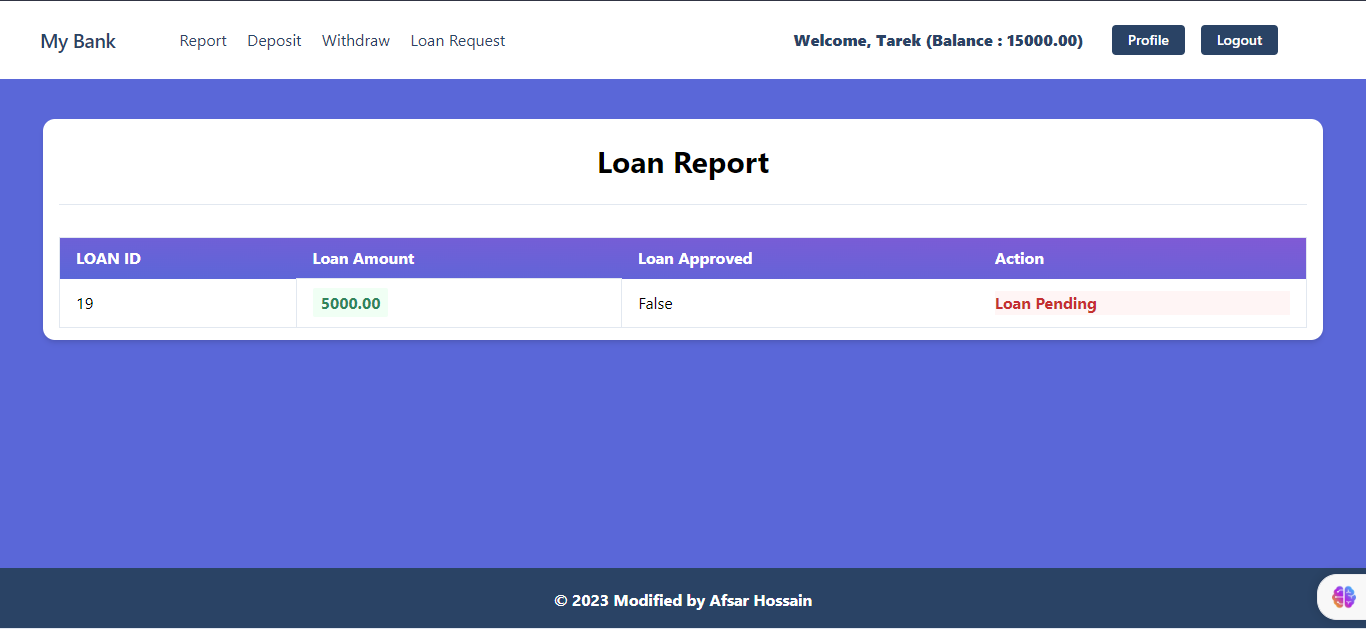 My Bank Report Deposit Withdraw Loan Request Welcome, Tarek (Balance : 15000.00) Profile Logout
Loan Report
LOAN ID Loan Amount Loan Approved Action
19 5000.00 False Loan Pending
© 2023 Modified by Afsar Hossain